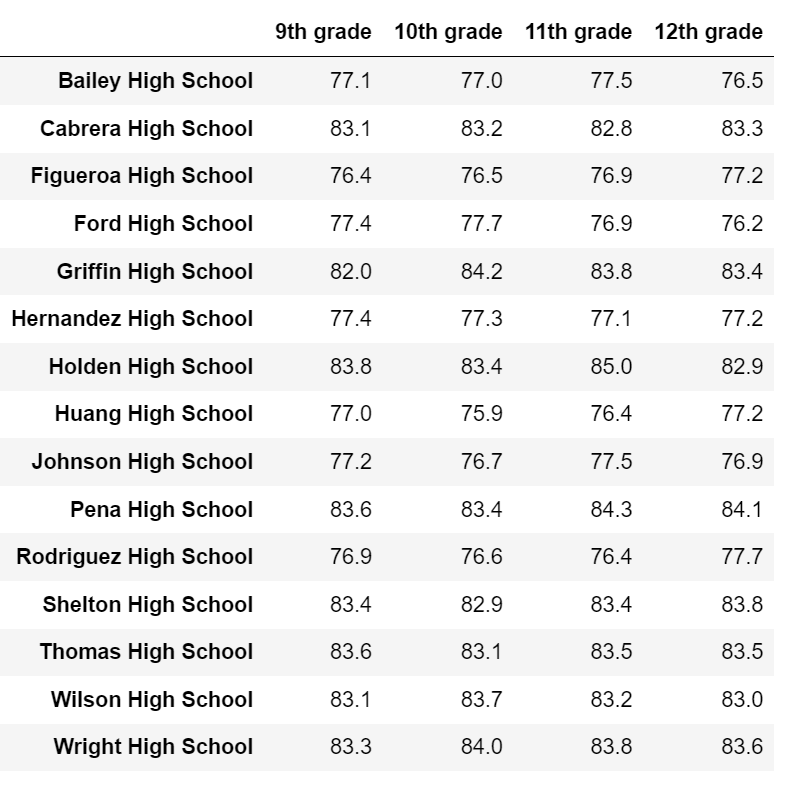 9th grade 10th grade 11th grade 12th grade
Bailey High School 77.1 77.0 77.5 76.5
Cabrera High School 83.1 83.2 82.8 83.3
Figueroa High School 76.4 76.5 76.9 77.2
Ford High School 77.4 77.7 76.9 76.2
Griffin High School 82.0 84.2 83.8 83.4
Hernandez High School 77.4 77.3 77.1 77.2
Holden High School 83.8 83.4 85.0 82.9
Huang High School 77.0 75.9 76.4 77.2
Johnson High School 77.2 76.7 77.5 76.9
Pena High School 83.6 83.4 84.3 84.1
Rodriguez High School 76.9 76.6 76.4 77.7
Shelton High School 83.4 82.9 83.4 83.8
Thomas High School 83.6 83.1 83.5 83.5
Wilson High School 83.1 83.7 83.2 83.0
Wright High School 83.3 84.0 83.8 83.6